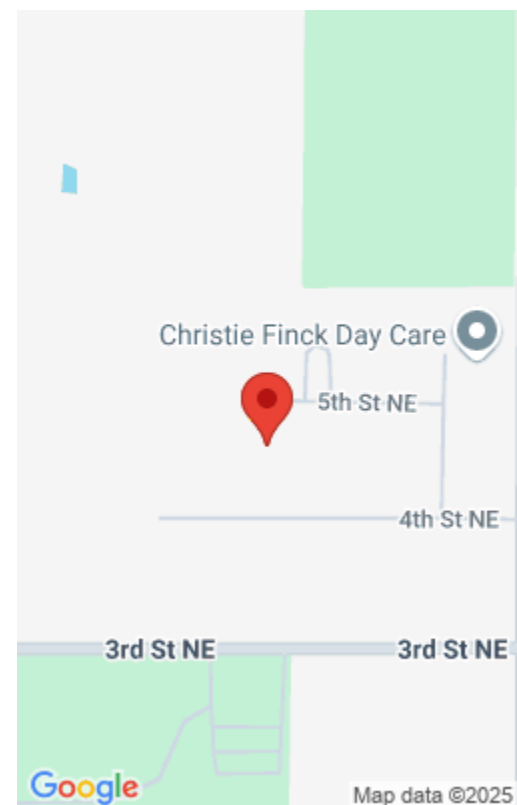 Christie Finck Day Care
5th St NE
4th St NE
3rd St NE
3rd St NE
Google
Map data ©2025